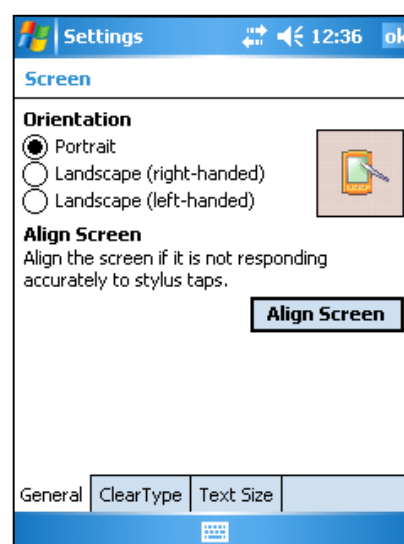 Settings 12:36 ok
Screen
Orientation
Portrait
Landscape (right-handed)
Landscape (left-handed)
Align Screen
Align the screen if it is not responding
accurately to stylus taps.
Align Screen
General ClearType Text Size